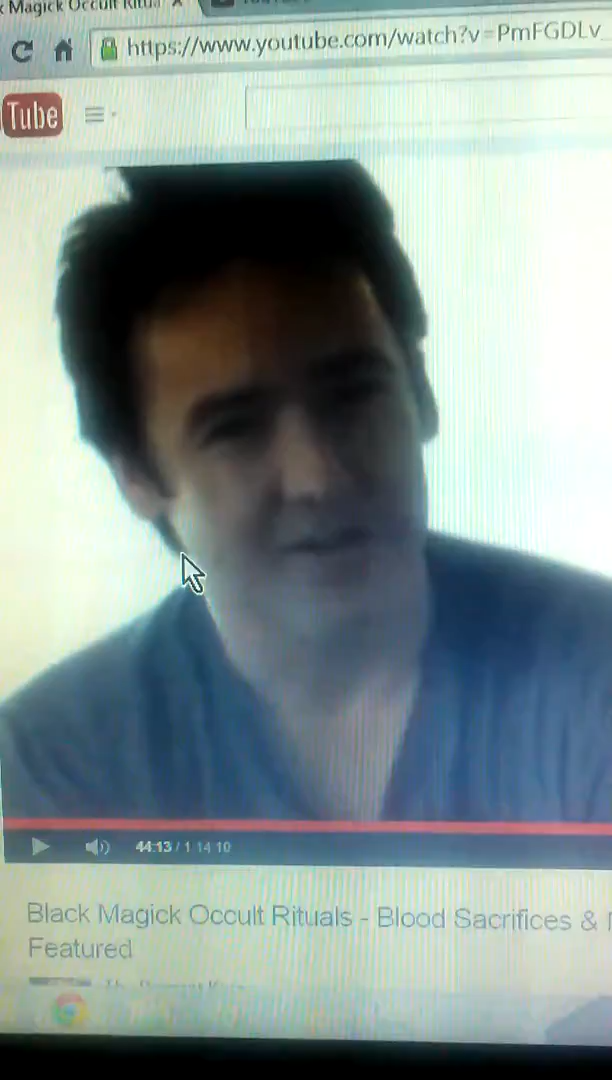 Magick Occult Ritua
https://www.youtube.com/watch?v=PmFGDLv_
Tube
44:13 / 1 14 10
Black Magick Occult Rituals - Blood Sacrifices &
Featured